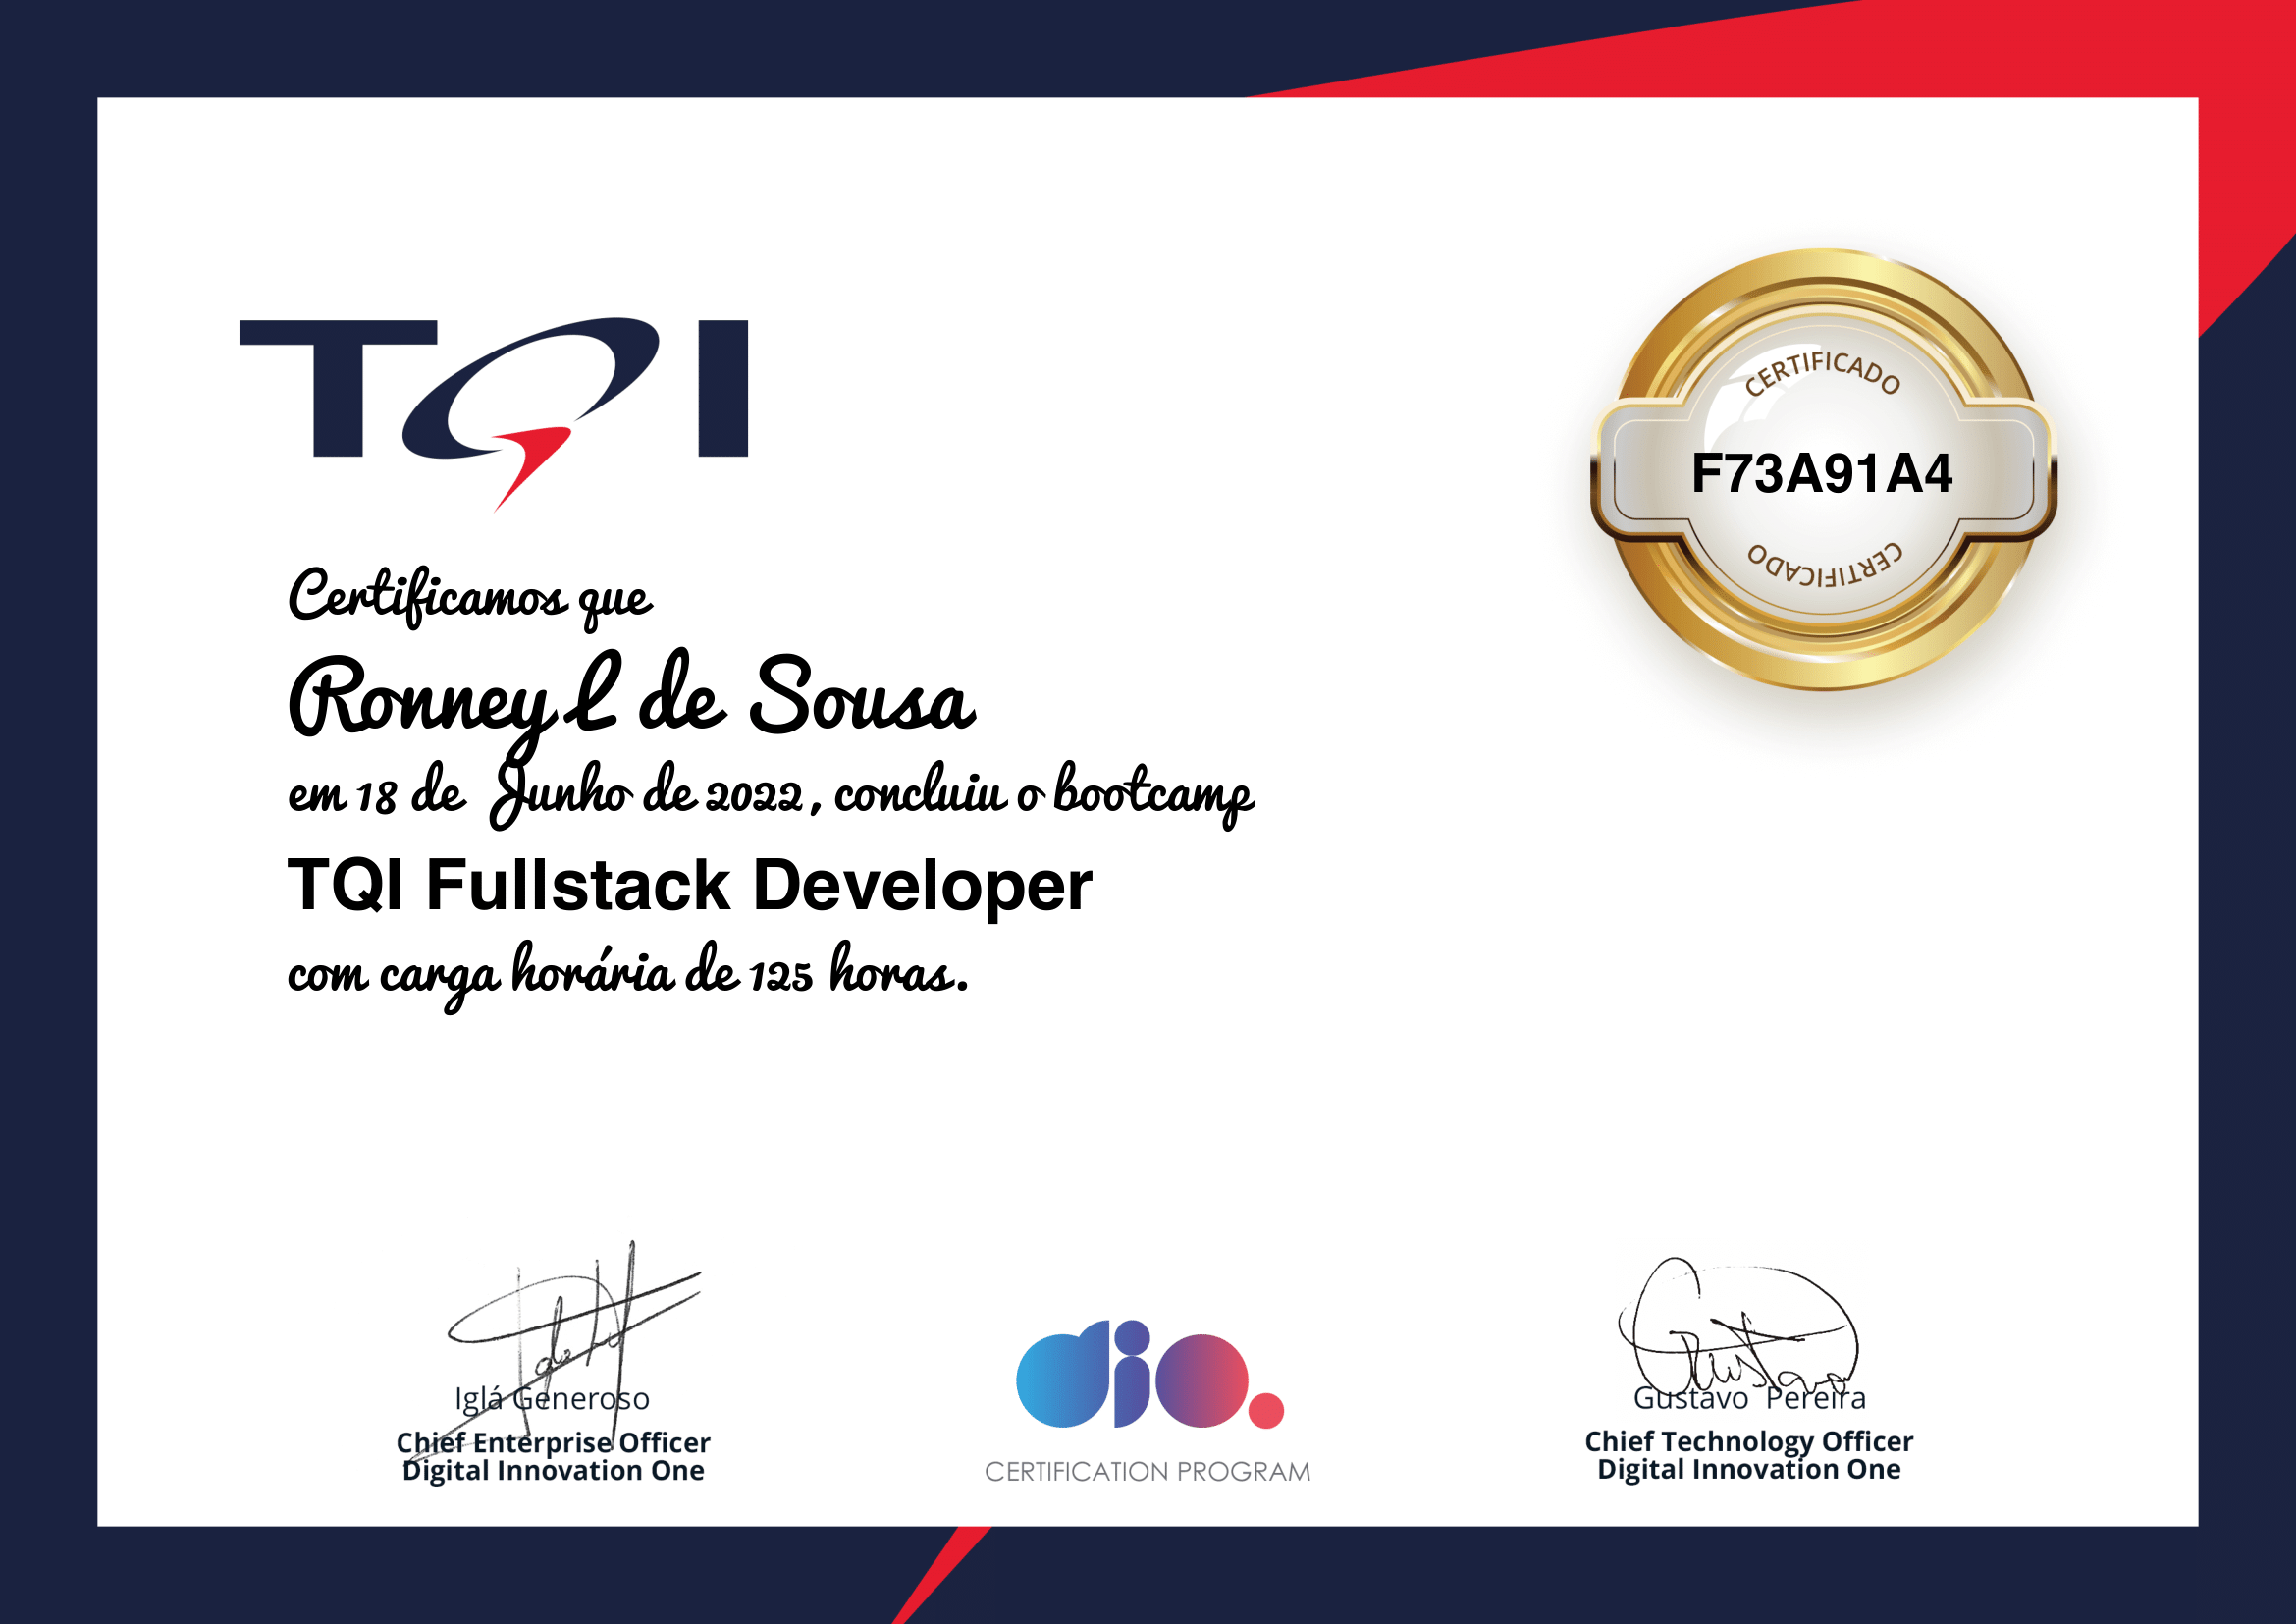 TQI
CERTIFICADO
F73A91A4
CERTIFICADO
Certificamos que
Ronney L de Sousa
em 18 de Junho de 2022, concluiu o bootcamp
TQI Fullstack Developer
com carga horária de 125 horas.
Iglá Generoso
Chief Enterprise Officer
Digital Innovation One
dio.
CERTIFICATION PROGRAM
Gustavo
Gustavo Pereira
Chief Technology Officer
Digital Innovation One